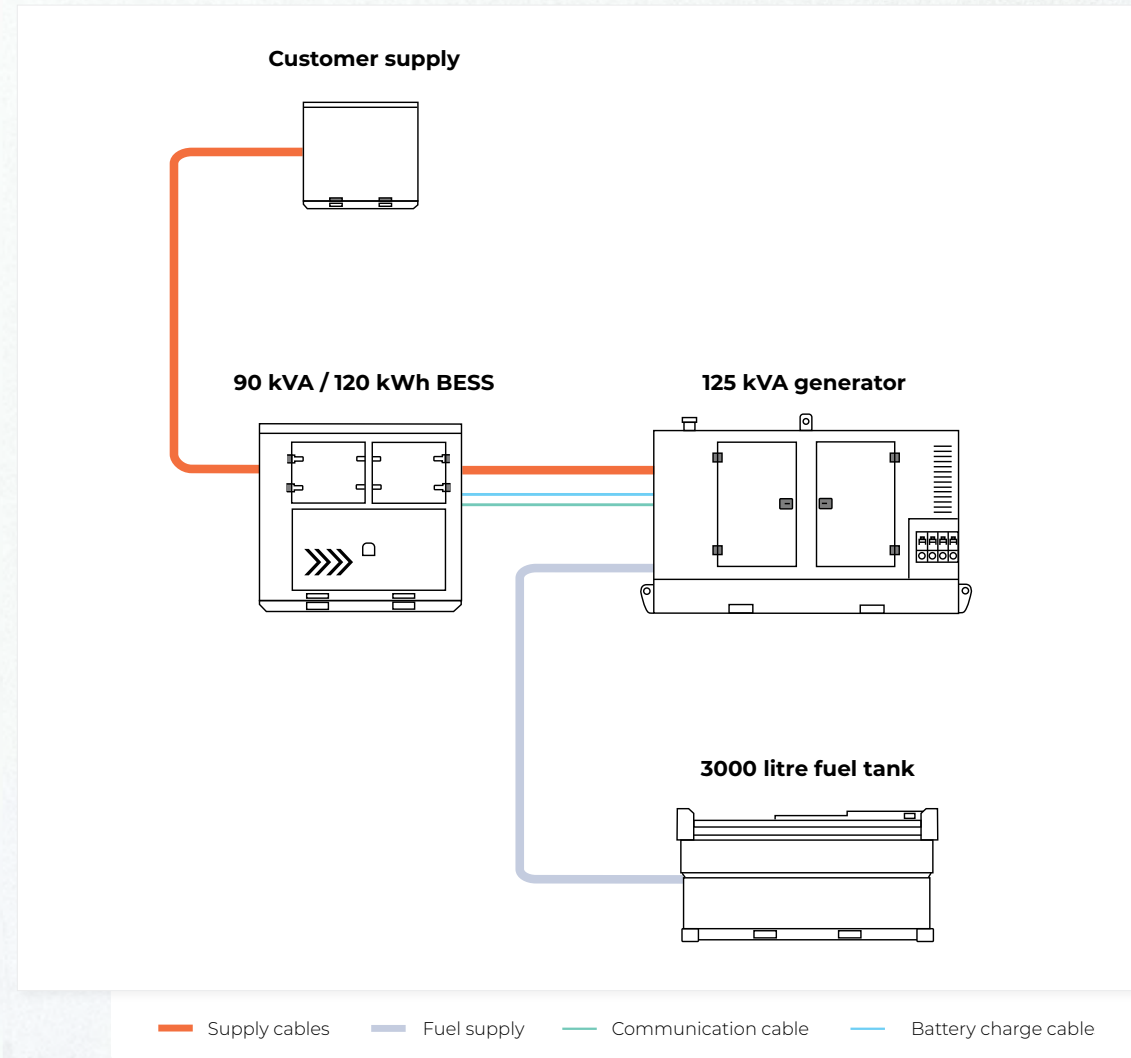 Customer supply
90 kVA / 120 kWh BESS
125 kVA generator
3000 litre fuel tank
Supply cables
Fuel supply
Communication cable
Battery charge cable